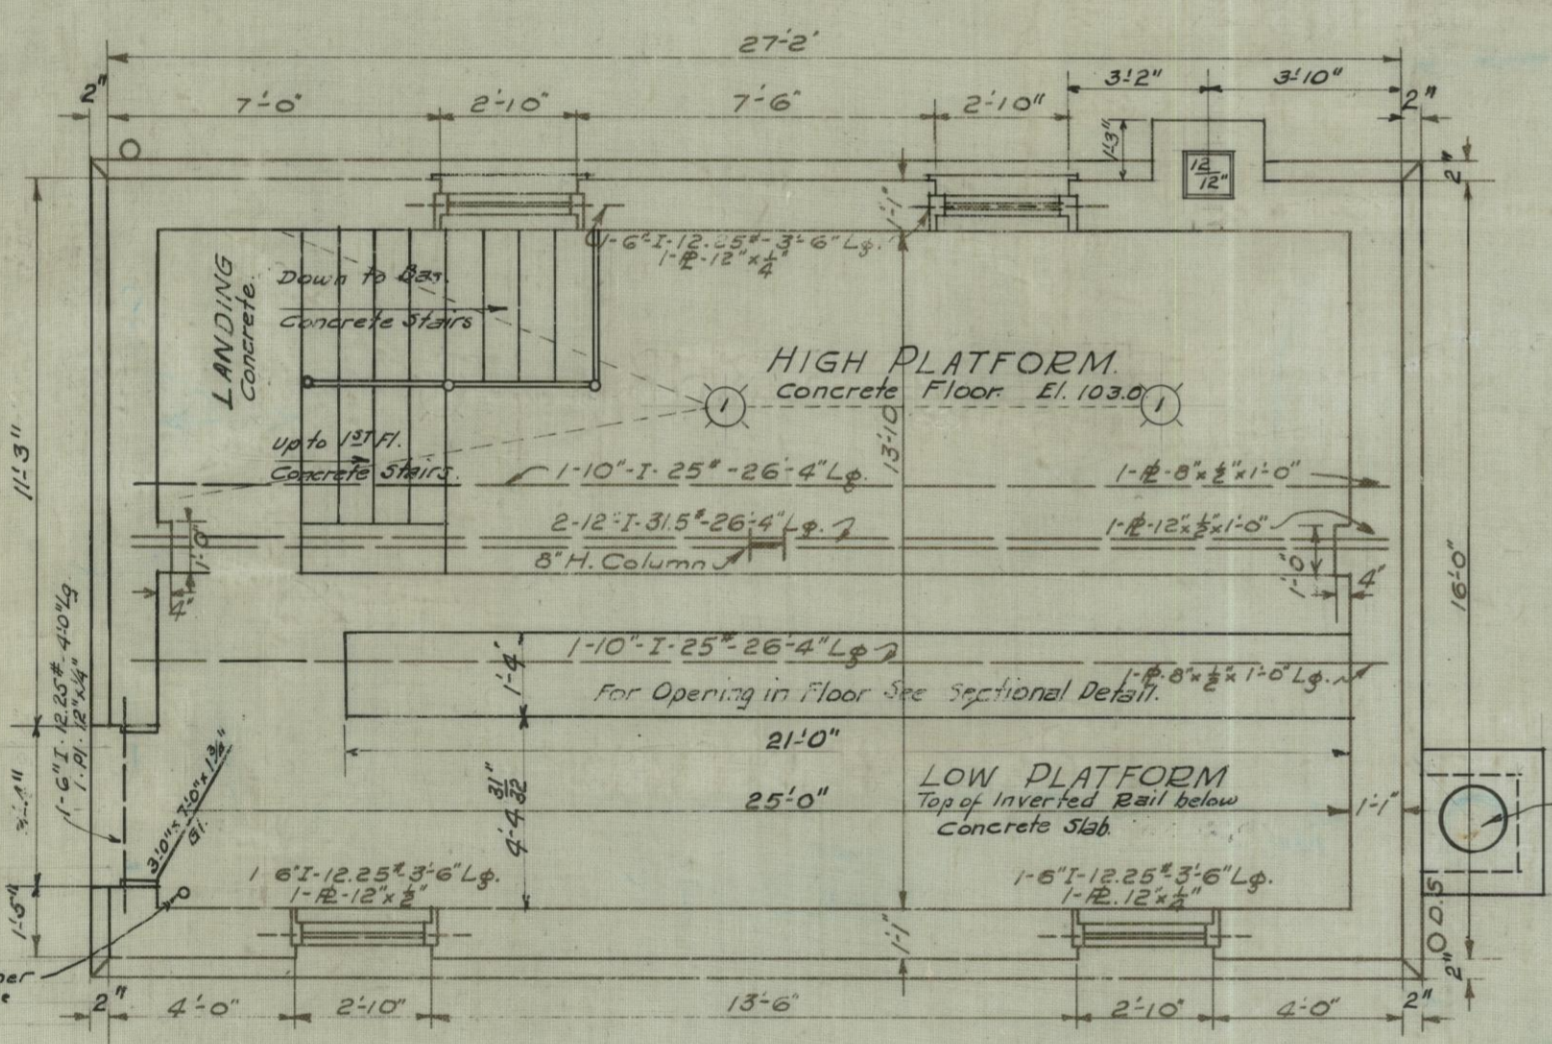 27'-2"
2"
7'-0"
2'-10"
7'-6"
2'-10"
3'-2"
3'-10"
2"
1'-3"
12
12"
2"
1'-1"
1-6"-I-12.25#-3'-6" Lg.
1-PL-12"x1/4"
LANDING
Concrete.
Down to Bas.
Concrete Stairs
HIGH PLATFORM.
Concrete Floor. El. 103.0
1
1
13'-10"
11'-3"
up to 1ST Fl.
Concrete Stairs.
1-10"-I-25#-26'-4" Lg.
1-PL-8"x1/2"x1'-0"
2-12"-I-31.5#-26'-4" Lg.
1-PL-12"x1/2"x1'-0"
8" H. Column
1'-0"
4"
1'-0"
4"
16'-0"
1-6" I-12.25#-4'-0" Lg
1. Pl. 12"x1/4"
1-10"-I-25#-26'-4" Lg
1-PL-8"x1/2"x1'-0" Lg.
1'-4"
For Opening in Floor See Sectional Detail.
21'-0"
LOW PLATFORM
Top of Inverted Rail below
Concrete Slab.
25'-0"
1'-1"
4'-4 31/32"
3'-0"x7'-0"x1 3/4"
Gl.
1-6"I-12.25#-3'-6" Lg.
1-PL-12"x1/2"
1-6"I-12.25#-3'-6" Lg.
1-PL.12"x1/4"
1'-5"
1'-1"
O D.S.
2"
2"
4'-0"
2'-10"
13'-6"
2'-10"
4'-0"
2"